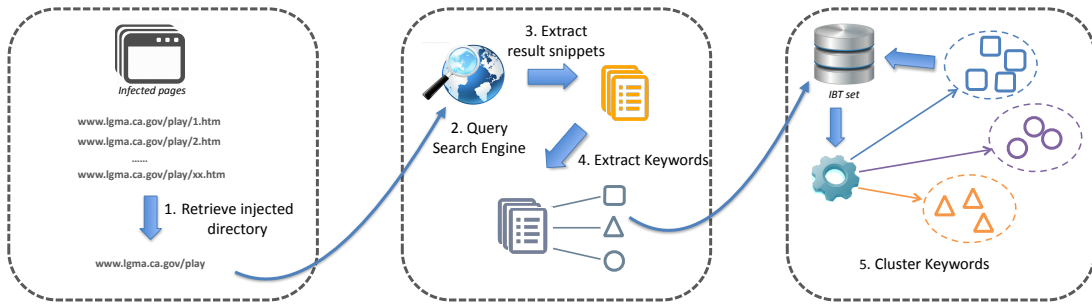 Infected pages
www.lgma.ca.gov/play/1.htm
www.lgma.ca.gov/play/2.htm
......
www.lgma.ca.gov/play/xx.htm
1. Retrieve injected
directory
www.lgma.ca.gov/play
3. Extract
result snippets
2. Query
Search Engine
4. Extract Keywords
IBT set
5. Cluster Keywords